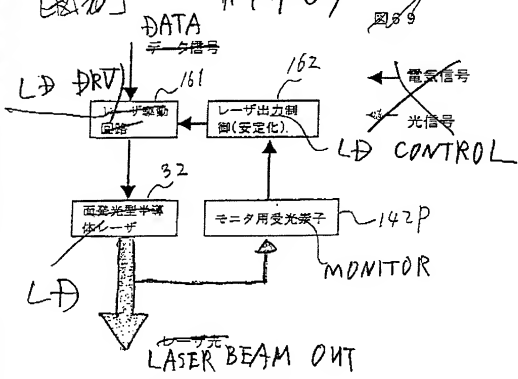 図69
DATA
データ信号
LD DRV
161
162
レーザ駆動
回路
レーザ出力制
御(安定化)
電気信号
光信号
LD CONTROL
32
面発光型半導
体レーザ
モニタ用受光素子
142P
MONITOR
LD
レーザ光
LASER BEAM OUT